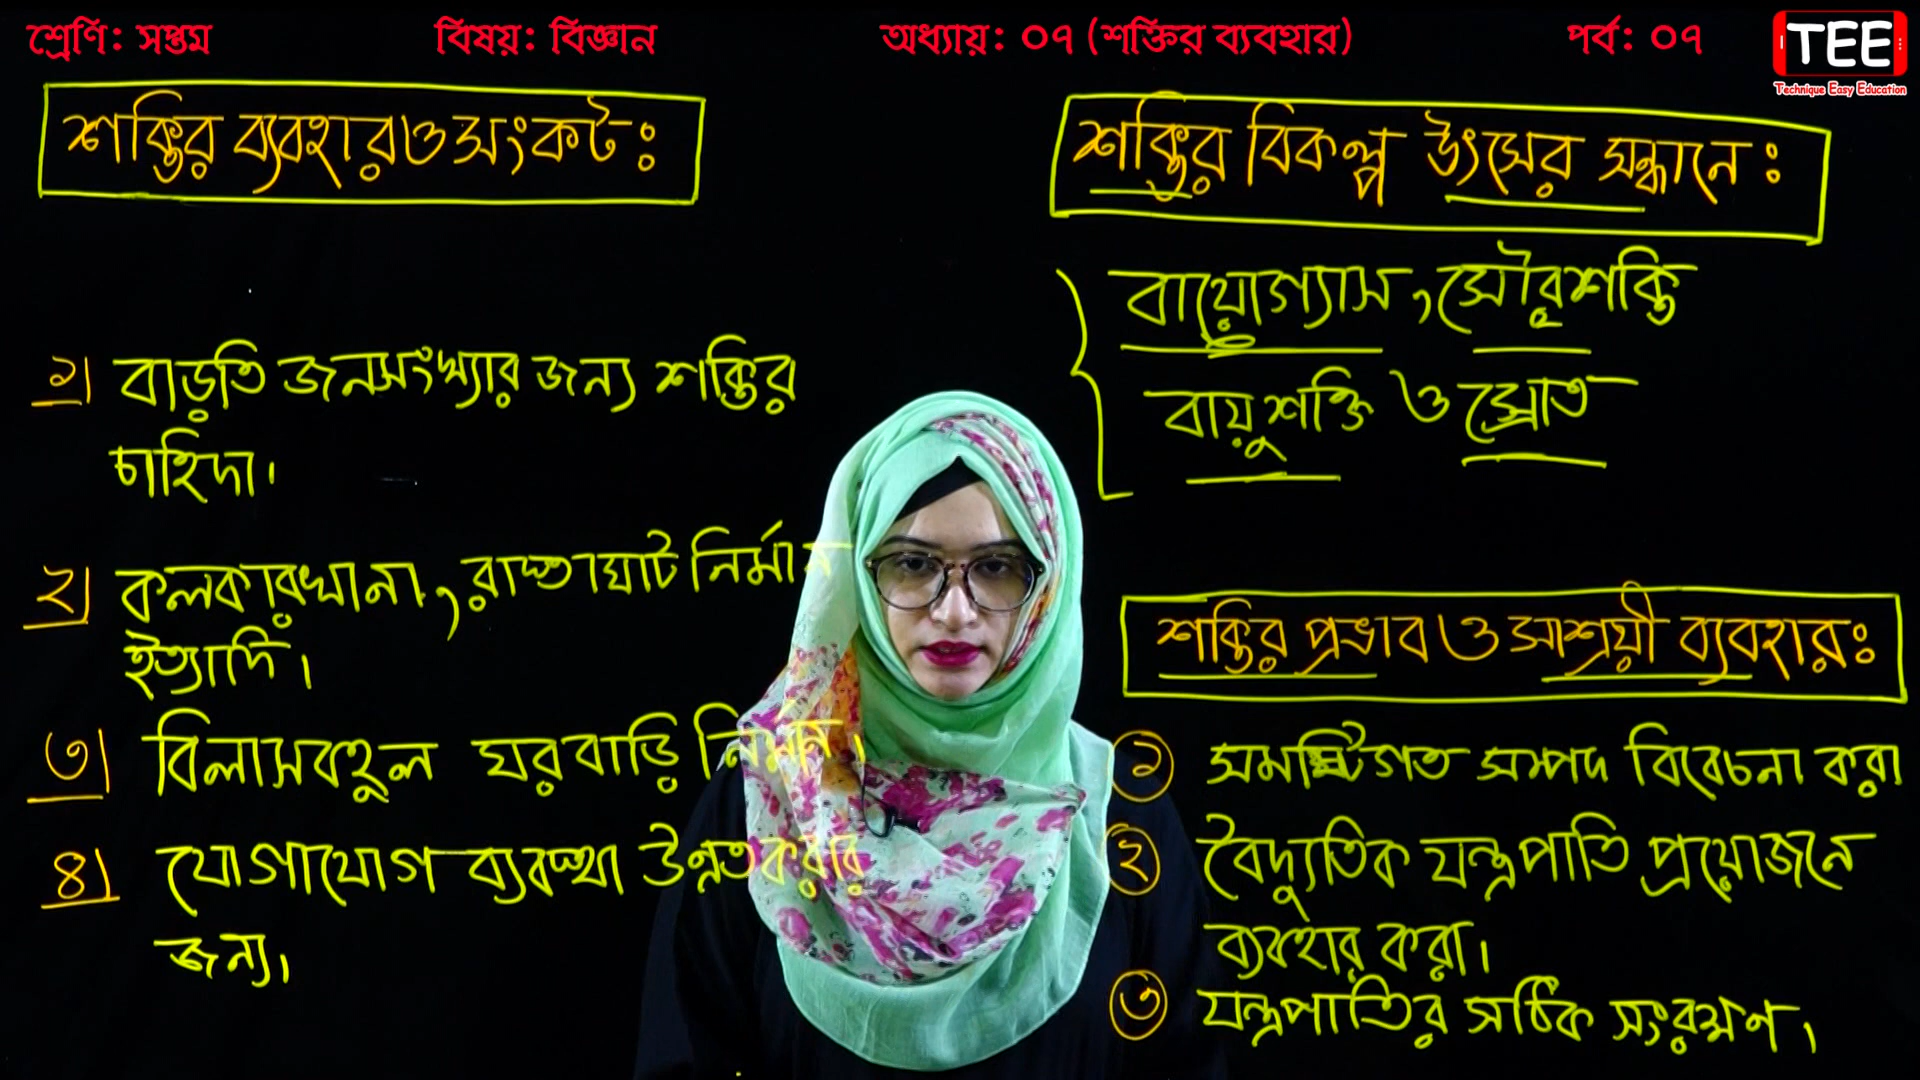 শ্রেণি: সপ্তম
বিষয়: বিজ্ঞান
অধ্যায়: ০৭ (শক্তির ব্যবহার)
পর্ব: ০৭
TEE
Technique Easy Education
শক্তির ব্যবহার ও সংকট:
১। বাড়তি জনসংখ্যার জন্য শক্তির
চাহিদা।
২। কলকারখানা, রাস্তাঘাট নির্মান
ইত্যাদি।
৩। বিলাসবহুল ঘরবাড়ি নির্মান।
৪। যোগাযোগ ব্যবস্থা উন্নত করার
জন্য।
শক্তির বিকল্প উৎসের সন্ধানে:
বায়োগ্যাস, সৌরশক্তি
বায়ুশক্তি ও স্রোত
শক্তির প্রভাব ও সাশ্রয়ী ব্যবহার:
১ সমষ্টিগত সম্পদ বিবেচনা করা
২ বৈদ্যুতিক যন্ত্রপাতি প্রয়োজনে
ব্যবহার করা।
৩ যন্ত্রপাতির সঠিক সংরক্ষণ।